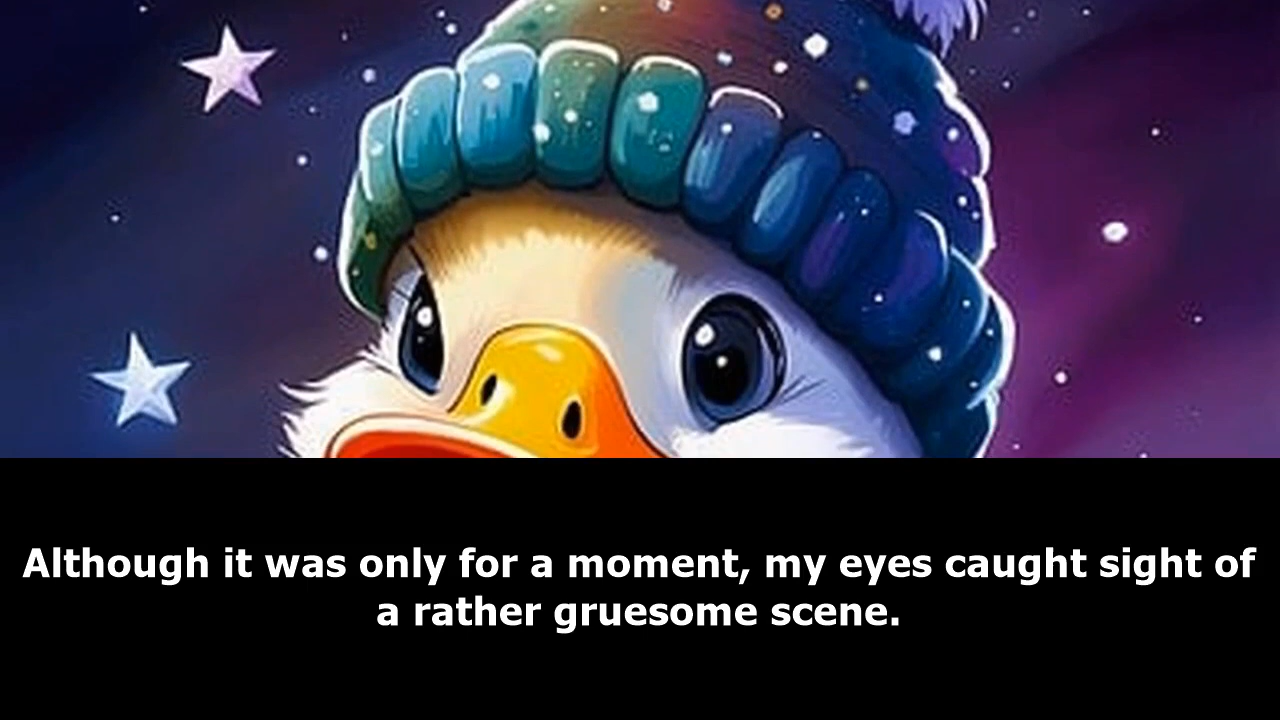 Although it was only for a moment, my eyes caught sight of
a rather gruesome scene.